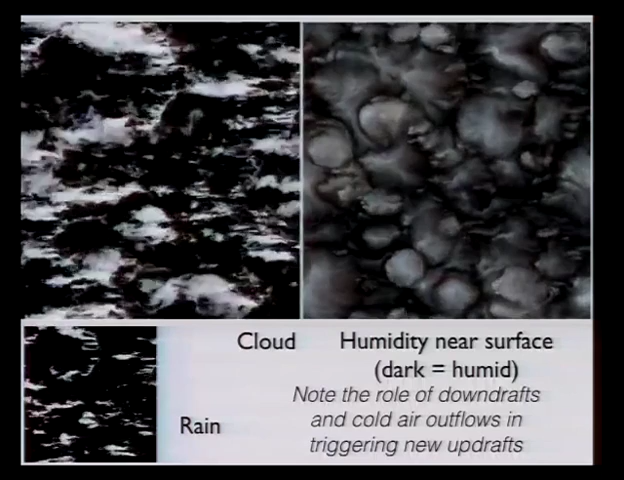 Cloud
Humidity near surface
(dark = humid)
Note the role of downdrafts
and cold air outflows in
triggering new updrafts
Rain